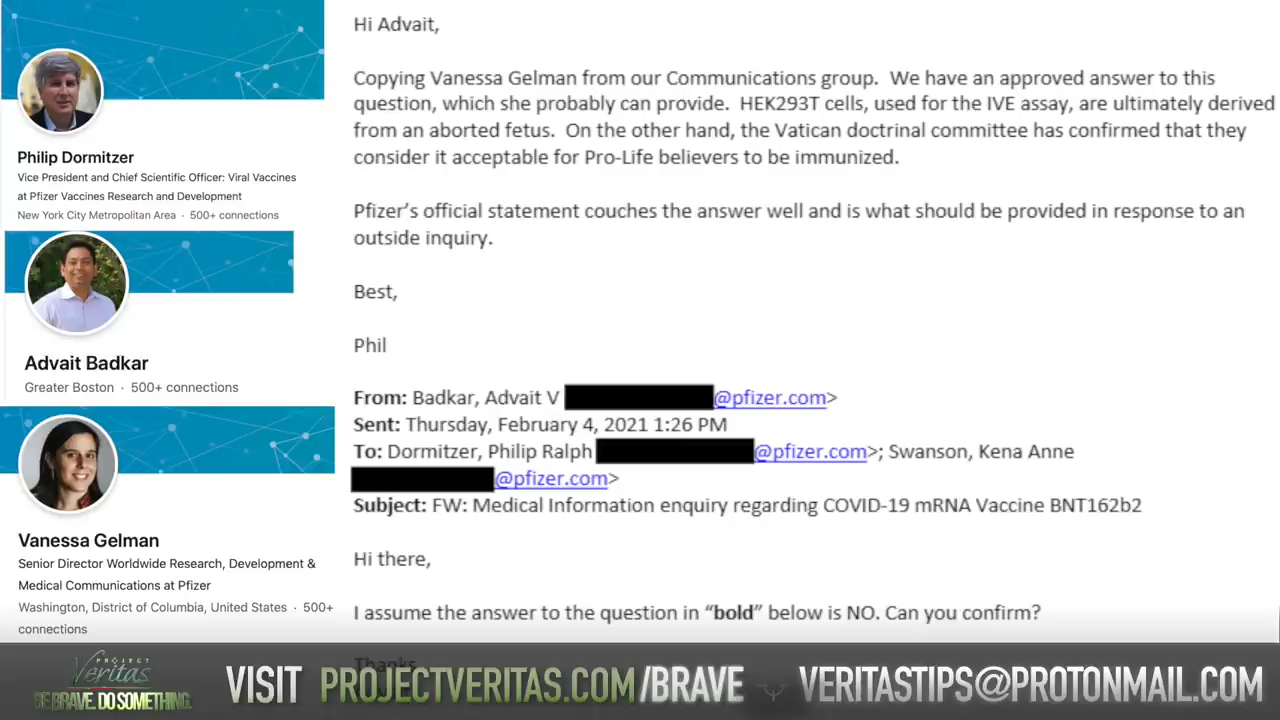 Philip Dormitzer
Vice President and Chief Scientific Officer: Viral Vaccines
at Pfizer Vaccines Research and Development
New York City Metropolitan Area · 500+ connections
Advait Badkar
Greater Boston · 500+ connections
Vanessa Gelman
Senior Director Worldwide Research, Development &
Medical Communications at Pfizer
Washington, District of Columbia, United States · 500+
connections
Hi Advait,
Copying Vanessa Gelman from our Communications group. We have an approved answer to this
question, which she probably can provide. HEK293T cells, used for the IVE assay, are ultimately derived
from an aborted fetus. On the other hand, the Vatican doctrinal committee has confirmed that they
consider it acceptable for Pro-Life believers to be immunized.
Pfizer’s official statement couches the answer well and is what should be provided in response to an
outside inquiry.
Best,
Phil
From: Badkar, Advait V @pfizer.com>
Sent: Thursday, February 4, 2021 1:26 PM
To: Dormitzer, Philip Ralph @pfizer.com>; Swanson, Kena Anne
@pfizer.com>
Subject: FW: Medical Information enquiry regarding COVID-19 mRNA Vaccine BNT162b2
Hi there,
I assume the answer to the question in “bold” below is NO. Can you confirm?
Thanks
PROJECT
Veritas
BE BRAVE. DO SOMETHING.
VISIT PROJECTVERITAS.COM/BRAVE VERITASTIPS@PROTONMAIL.COM